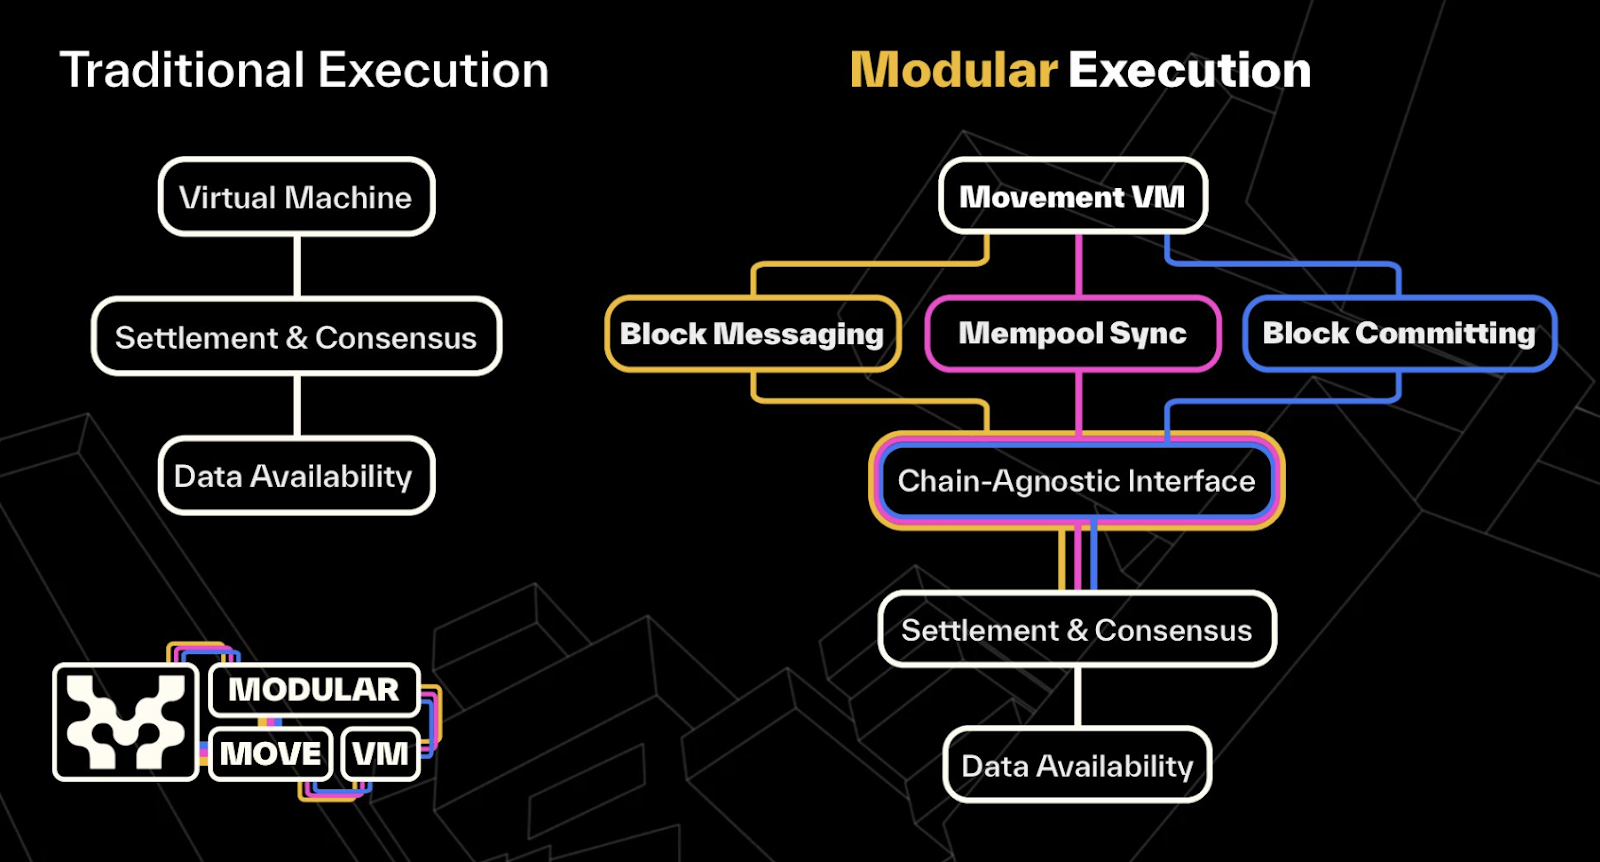 Traditional Execution
Virtual Machine
Settlement & Consensus
Data Availability
Modular Execution
Movement VM
Block Messaging
Mempool Sync
Block Committing
Chain-Agnostic Interface
Settlement & Consensus
Data Availability
MODULAR
MOVE VM